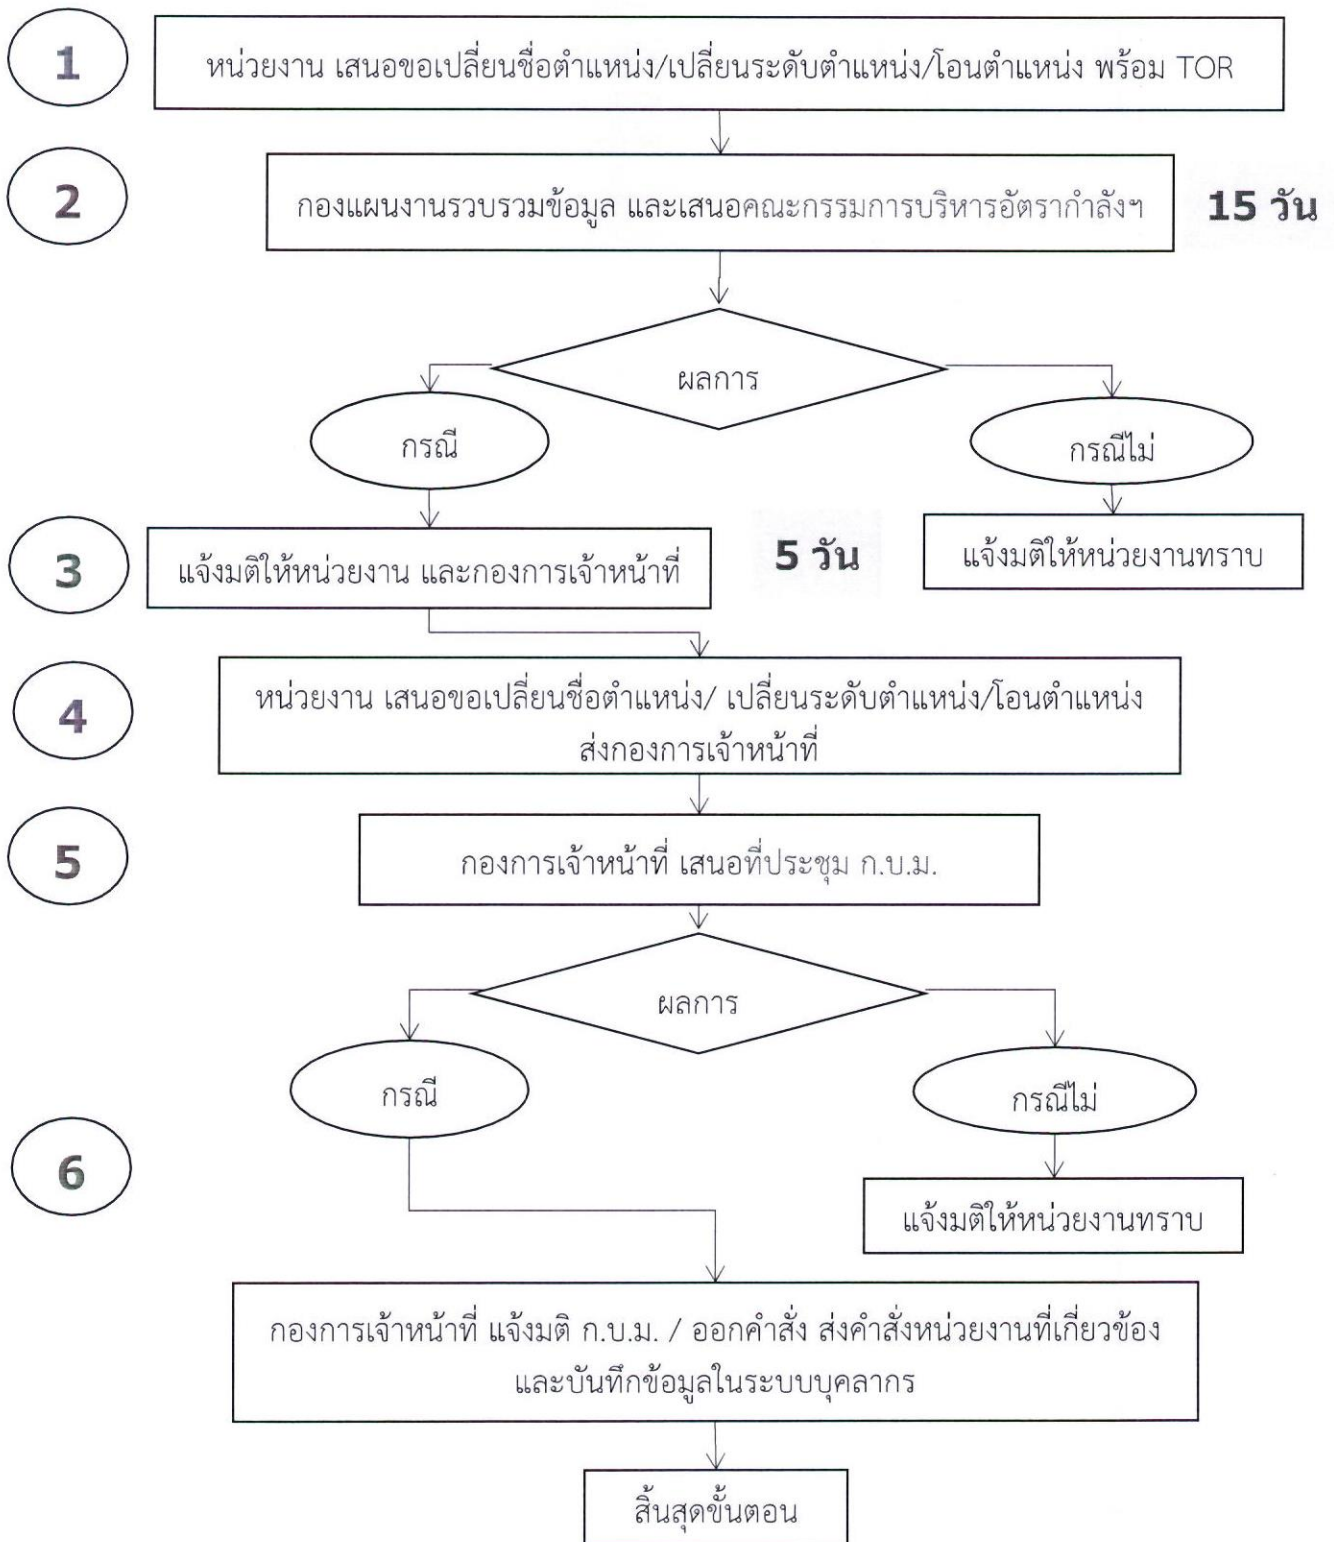 1
หน่วยงาน เสนอขอเปลี่ยนชื่อตำแหน่ง/เปลี่ยนระดับตำแหน่ง/โอนตำแหน่ง พร้อม TOR
2
กองแผนงานรวบรวมข้อมูล และเสนอคณะกรรมการบริหารอัตรากำลังฯ
15 วัน
ผลการ
กรณี
กรณีไม่
3
แจ้งมติให้หน่วยงาน และกองการเจ้าหน้าที่
5 วัน
แจ้งมติให้หน่วยงานทราบ
4
หน่วยงาน เสนอขอเปลี่ยนชื่อตำแหน่ง/ เปลี่ยนระดับตำแหน่ง/โอนตำแหน่ง
ส่งกองการเจ้าหน้าที่
5
กองการเจ้าหน้าที่ เสนอที่ประชุม ก.บ.ม.
ผลการ
กรณี
กรณีไม่
6
แจ้งมติให้หน่วยงานทราบ
กองการเจ้าหน้าที่ แจ้งมติ ก.บ.ม. / ออกคำสั่ง ส่งคำสั่งหน่วยงานที่เกี่ยวข้อง
และบันทึกข้อมูลในระบบบุคลากร
สิ้นสุดขั้นตอน